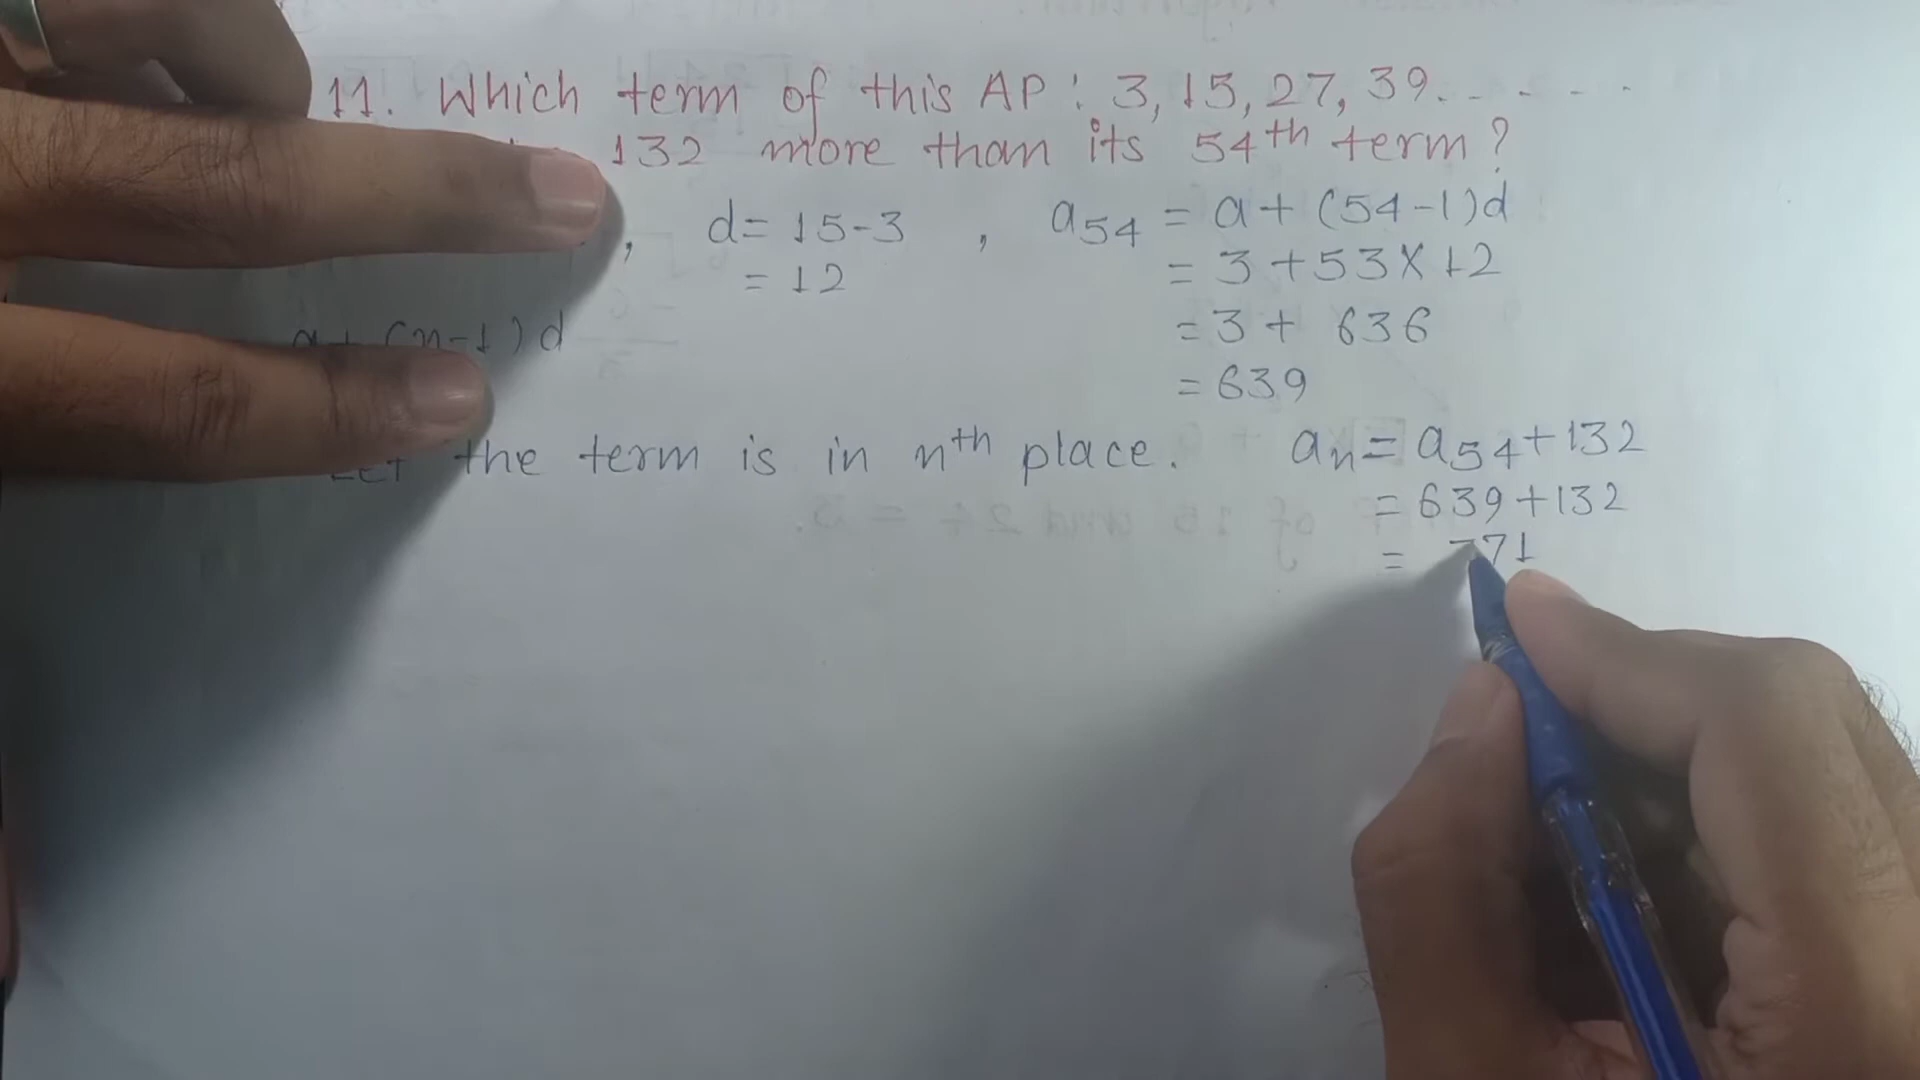 11. Which term of this AP : 3, 15, 27, 39. - - - -
132 more than its 54th term ?
, d = 15-3 , a54 = a + (54-1)d
= 12 = 3 + 53 X 12
a + (n-1)d = 3 + 636
= 639
Let the term is in nth place. an = a54 + 132
= 639 + 132
= 771